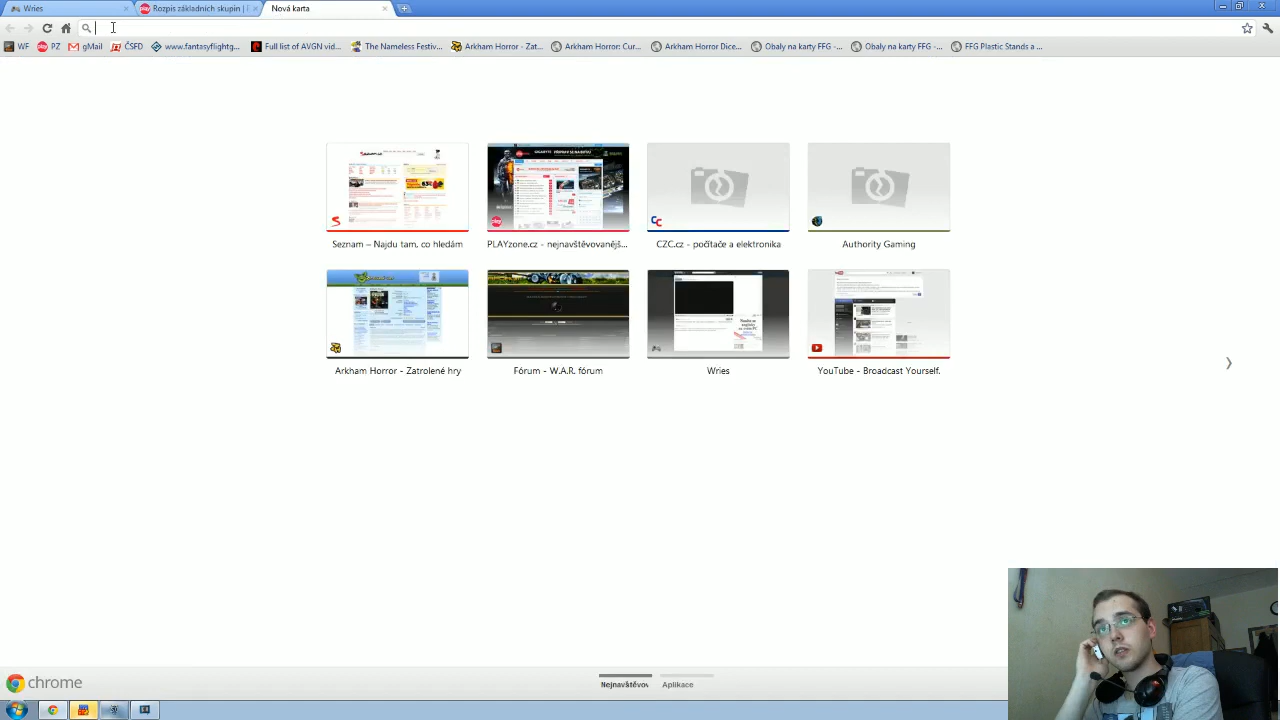 Wries
Rozpis základních skupin |
Nová karta
WF
PZ
gMail
ČSFD
www.fantasyflightg...
Full list of AVGN vid...
The Nameless Festiv...
Arkham Horror - Zat...
Arkham Horror: Cur...
Arkham Horror Dice...
Obaly na karty FFG -...
Obaly na karty FFG -...
FFG Plastic Stands a ...
Seznam – Najdu tam, co hledám
PLAYzone.cz - nejnavštěvovanějš...
CZC.cz - počítače a elektronika
Authority Gaming
Arkham Horror - Zatrolené hry
Fórum - W.A.R. fórum
Wries
YouTube - Broadcast Yourself.
chrome
Nejnavštěvov
Aplikace